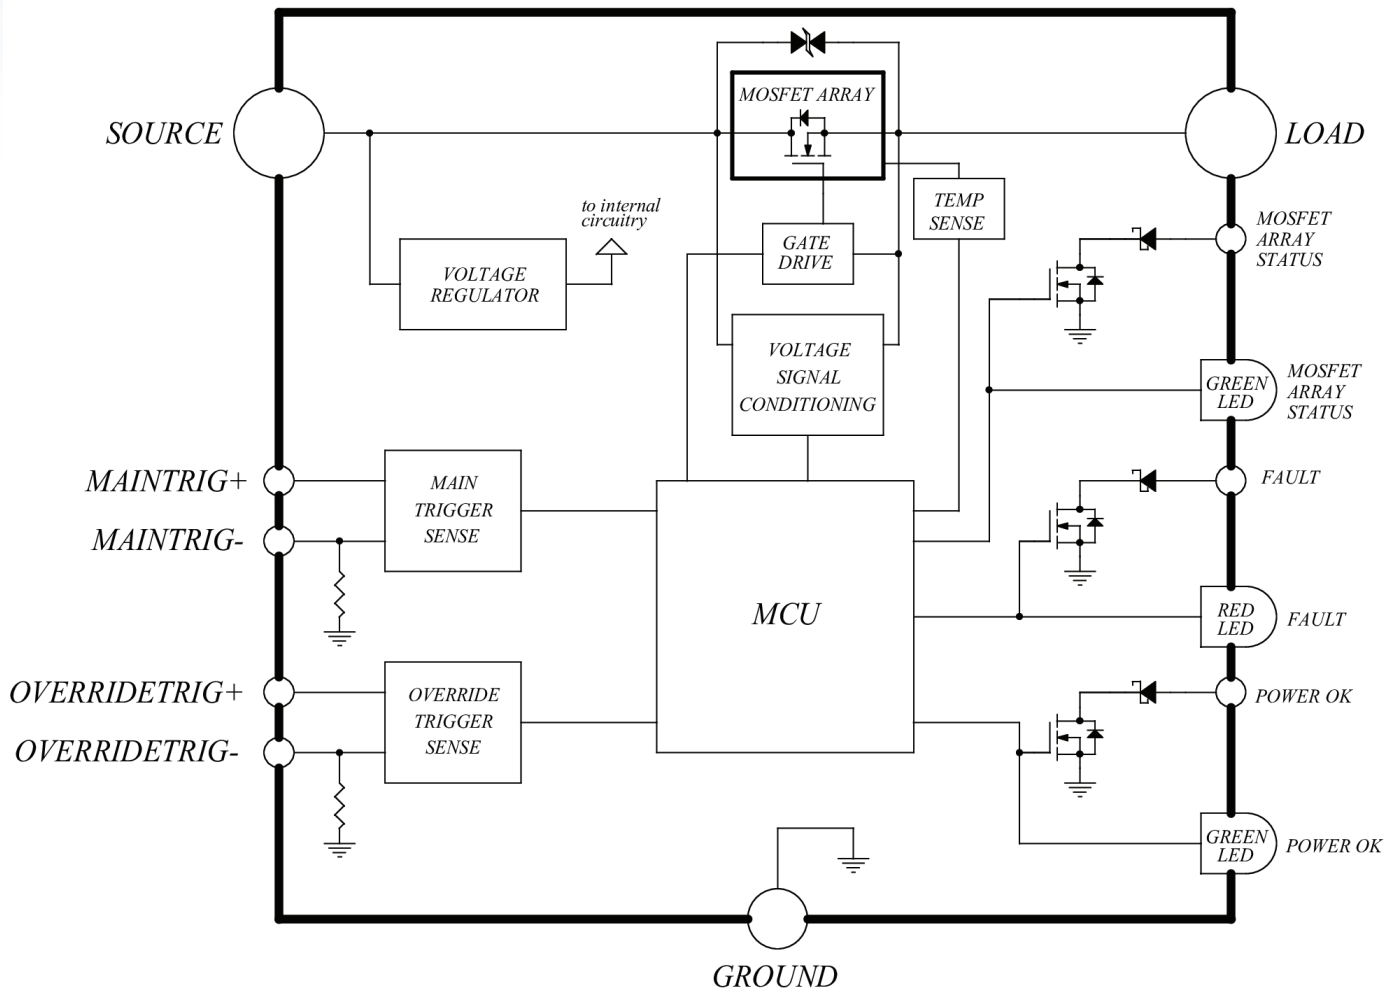 MOSFET ARRAY
SOURCE
LOAD
to internal
circuitry
TEMP
SENSE
MOSFET
ARRAY
STATUS
GATE
DRIVE
VOLTAGE
REGULATOR
VOLTAGE
SIGNAL
CONDITIONING
GREEN
LED
MOSFET
ARRAY
STATUS
MAINTRIG+
MAINTRIG-
MAIN
TRIGGER
SENSE
FAULT
MCU
RED
LED
FAULT
OVERRIDETRIG+
OVERRIDETRIG-
OVERRIDE
TRIGGER
SENSE
POWER OK
GREEN
LED
POWER OK
GROUND